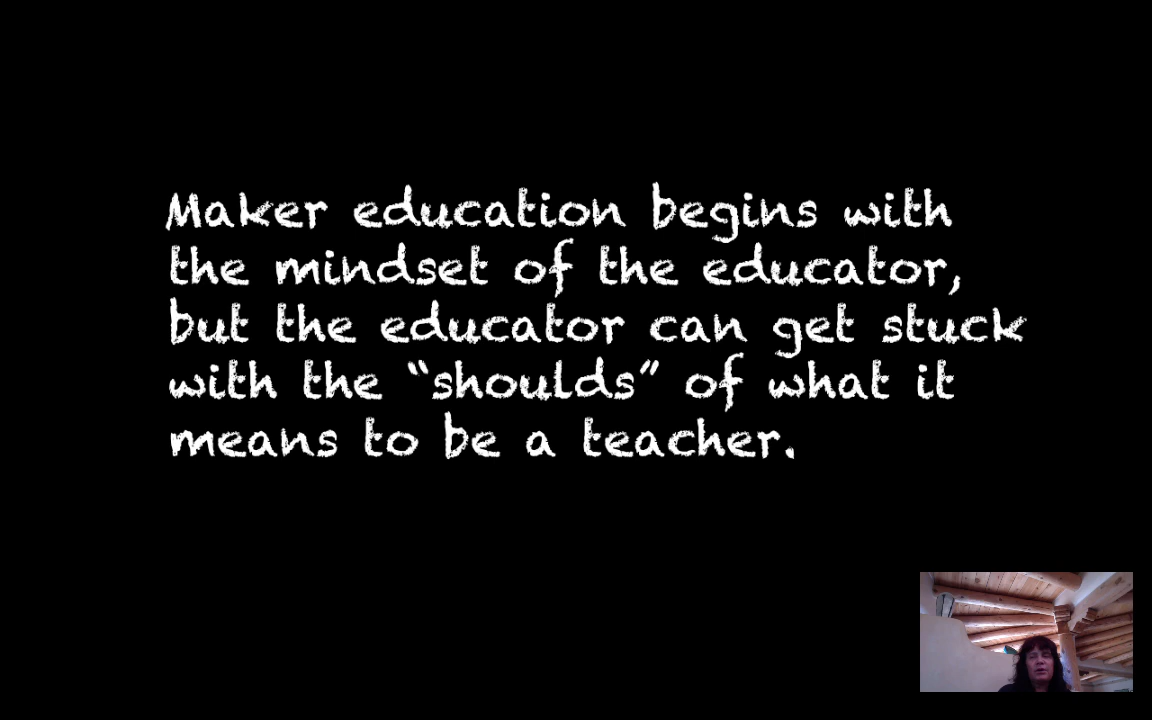 Maker education begins with
the mindset of the educator,
but the educator can get stuck
with the “shoulds” of what it
means to be a teacher.